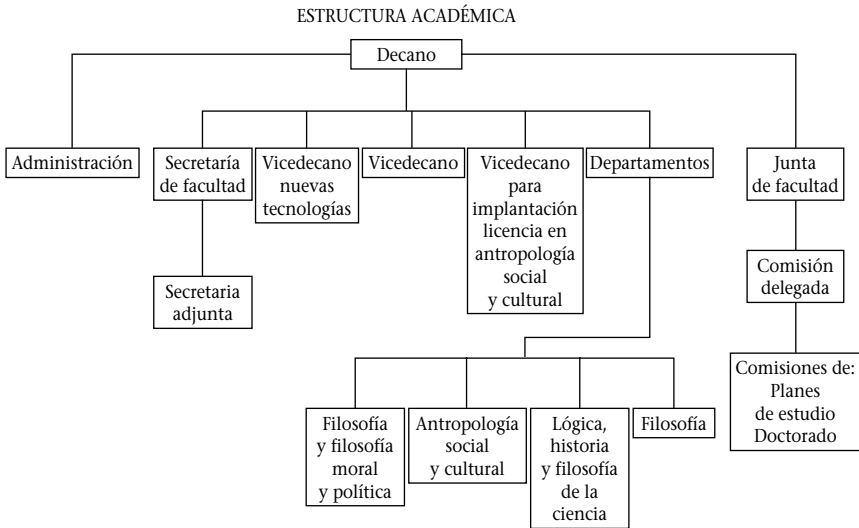 ESTRUCTURA ACADÉMICA
Decano
Administración
Secretaría
de facultad
Vicedecano
nuevas
tecnologías
Vicedecano
Vicedecano
para
implantación
licencia en
antropología
social
y cultural
Departamentos
Junta
de facultad
Secretaria
adjunta
Comisión
delegada
Comisiones de:
Planes
de estudio
Doctorado
Filosofía
y filosofía
moral
y política
Antropología
social
y cultural
Lógica,
historia
y filosofía
de la
ciencia
Filosofía